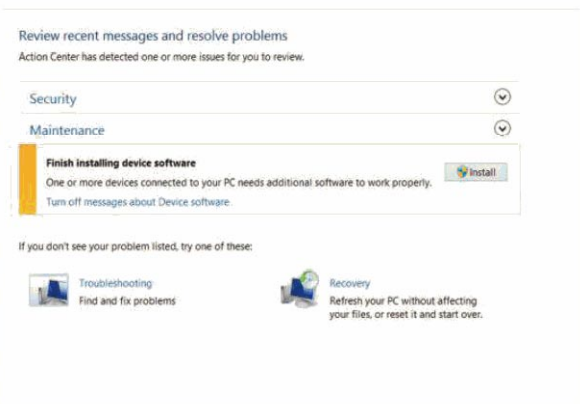 Review recent messages and resolve problems
Action Center has detected one or more issues for you to review.
Security
Maintenance
Finish installing device software
One or more devices connected to your PC needs additional software to work properly.
Install
Turn off messages about Device software
If you don't see your problem listed, try one of these:
Troubleshooting
Find and fix problems
Recovery
Refresh your PC without affecting
your files, or reset it and start over.